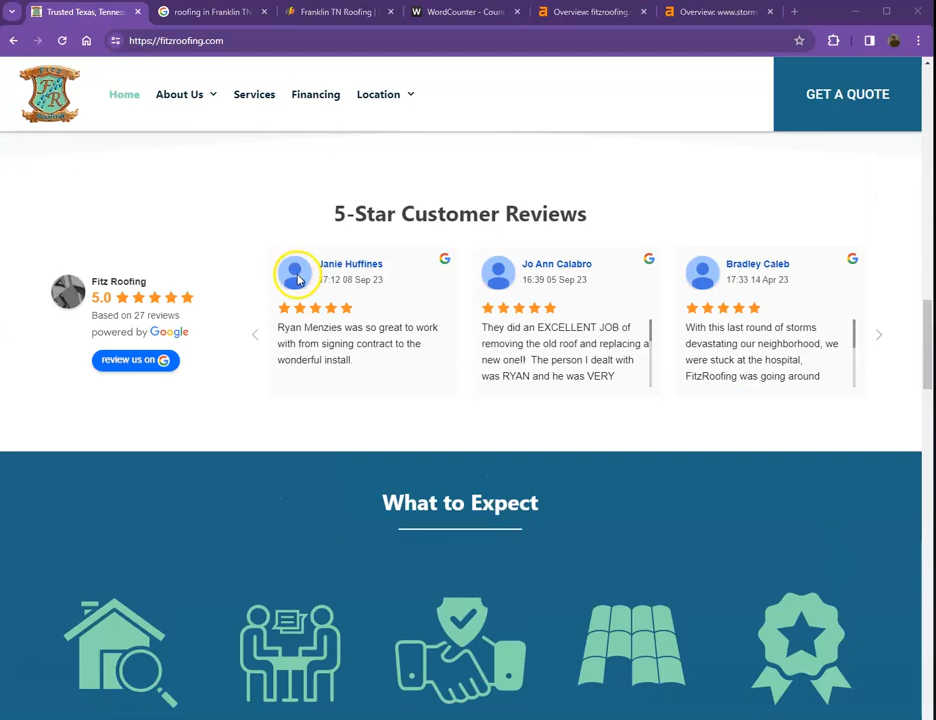 Trusted Texas, Tennes
roofing in Franklin TN
Franklin TN Roofing |
WordCounter - Coun
Overview: fitzroofing.
Overview: www.storm
https://fitzroofing.com
FITZ
FR
Home
About Us
Services
Financing
Location
GET A QUOTE
5-Star Customer Reviews
Fitz Roofing
5.0
Based on 27 reviews
powered by Google
review us on
Janie Huffines
17:12 08 Sep 23
Ryan Menzies was so great to work
with from signing contract to the
wonderful install.
Jo Ann Calabro
16:39 05 Sep 23
They did an EXCELLENT JOB of
removing the old roof and replacing a
new one!! The person I dealt with
was RYAN and he was VERY
Bradley Caleb
17:33 14 Apr 23
With this last round of storms
devastating our neighborhood, we
were stuck at the hospital,
FitzRoofing was going around
What to Expect